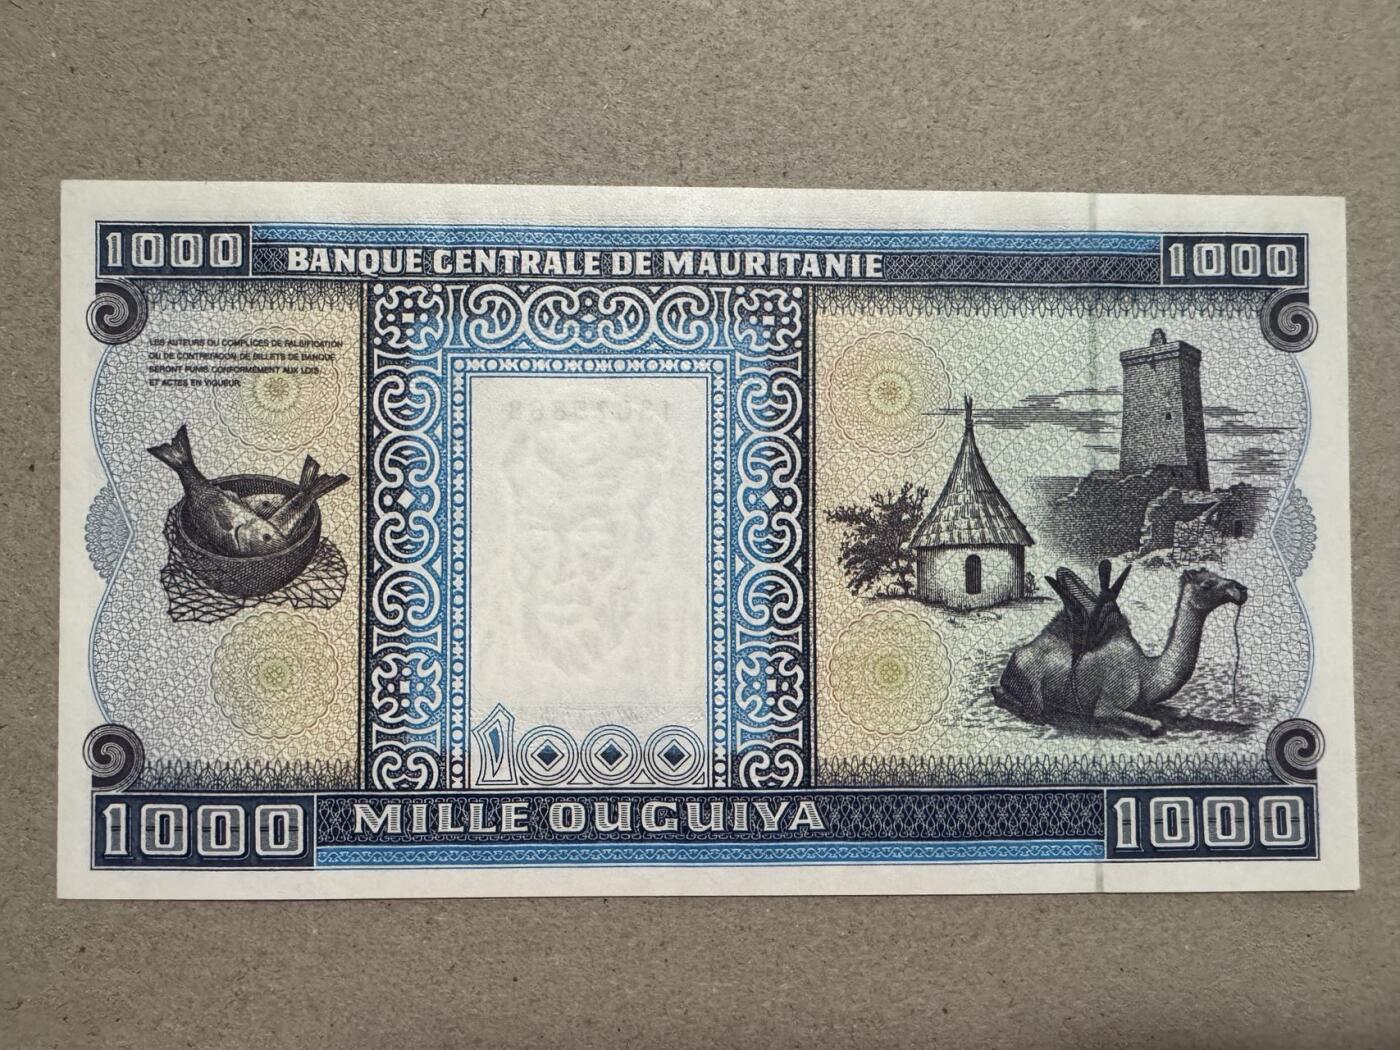 1000
BANQUE CENTRALE DE MAURITANIE
1000
LES AUTEURS OU COMPLICES DE FALSIFICATION
OU DE CONTREFAÇON DE BILLETS DE BANQUE
SERONT PUNIS CONFORMÉMENT AUX LOIS
ET ACTES EN VIGUEUR.
1000
1000
MILLE OUGUIYA
1000